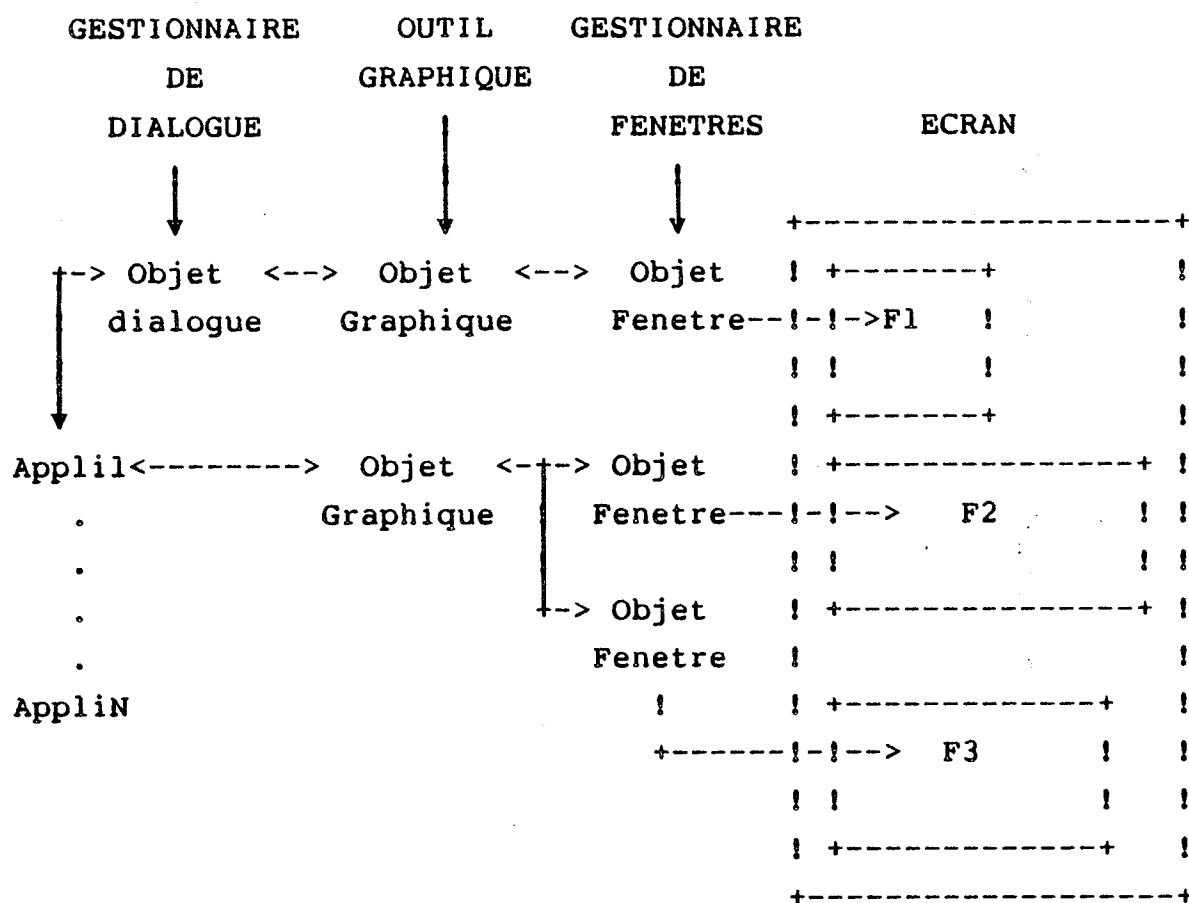 GESTIONNAIRE OUTIL GESTIONNAIRE
DE GRAPHIQUE DE
DIALOGUE FENETRES ECRAN
Objet <--> Objet <--> Objet
dialogue Graphique Fenetre-->F1
Appli1<--------> Objet <-+-> Objet
Graphique Fenetre--> F2
+-> Objet
Fenetre
AppliN
F3